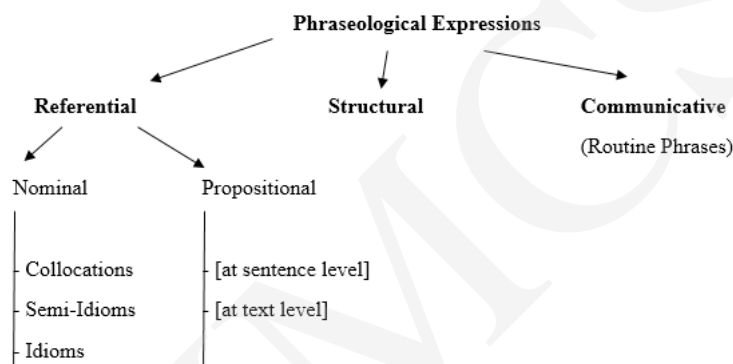 Phraseological Expressions
Referential Structural Communicative
(Routine Phrases)
Nominal Propositional
- Collocations - [at sentence level]
- Semi-Idioms - [at text level]
- Idioms